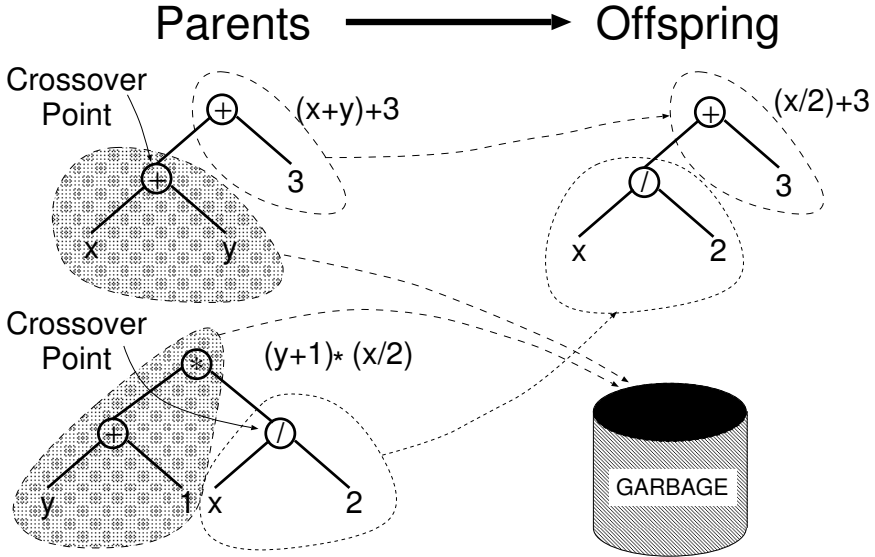 Parents Offspring
Crossover
Point
+
(x+y)+3
+
3
x y
+
(x/2)+3
/
3
x 2
Crossover
Point
*
(y+1)* (x/2)
+
/
y 1 x 2
GARBAGE